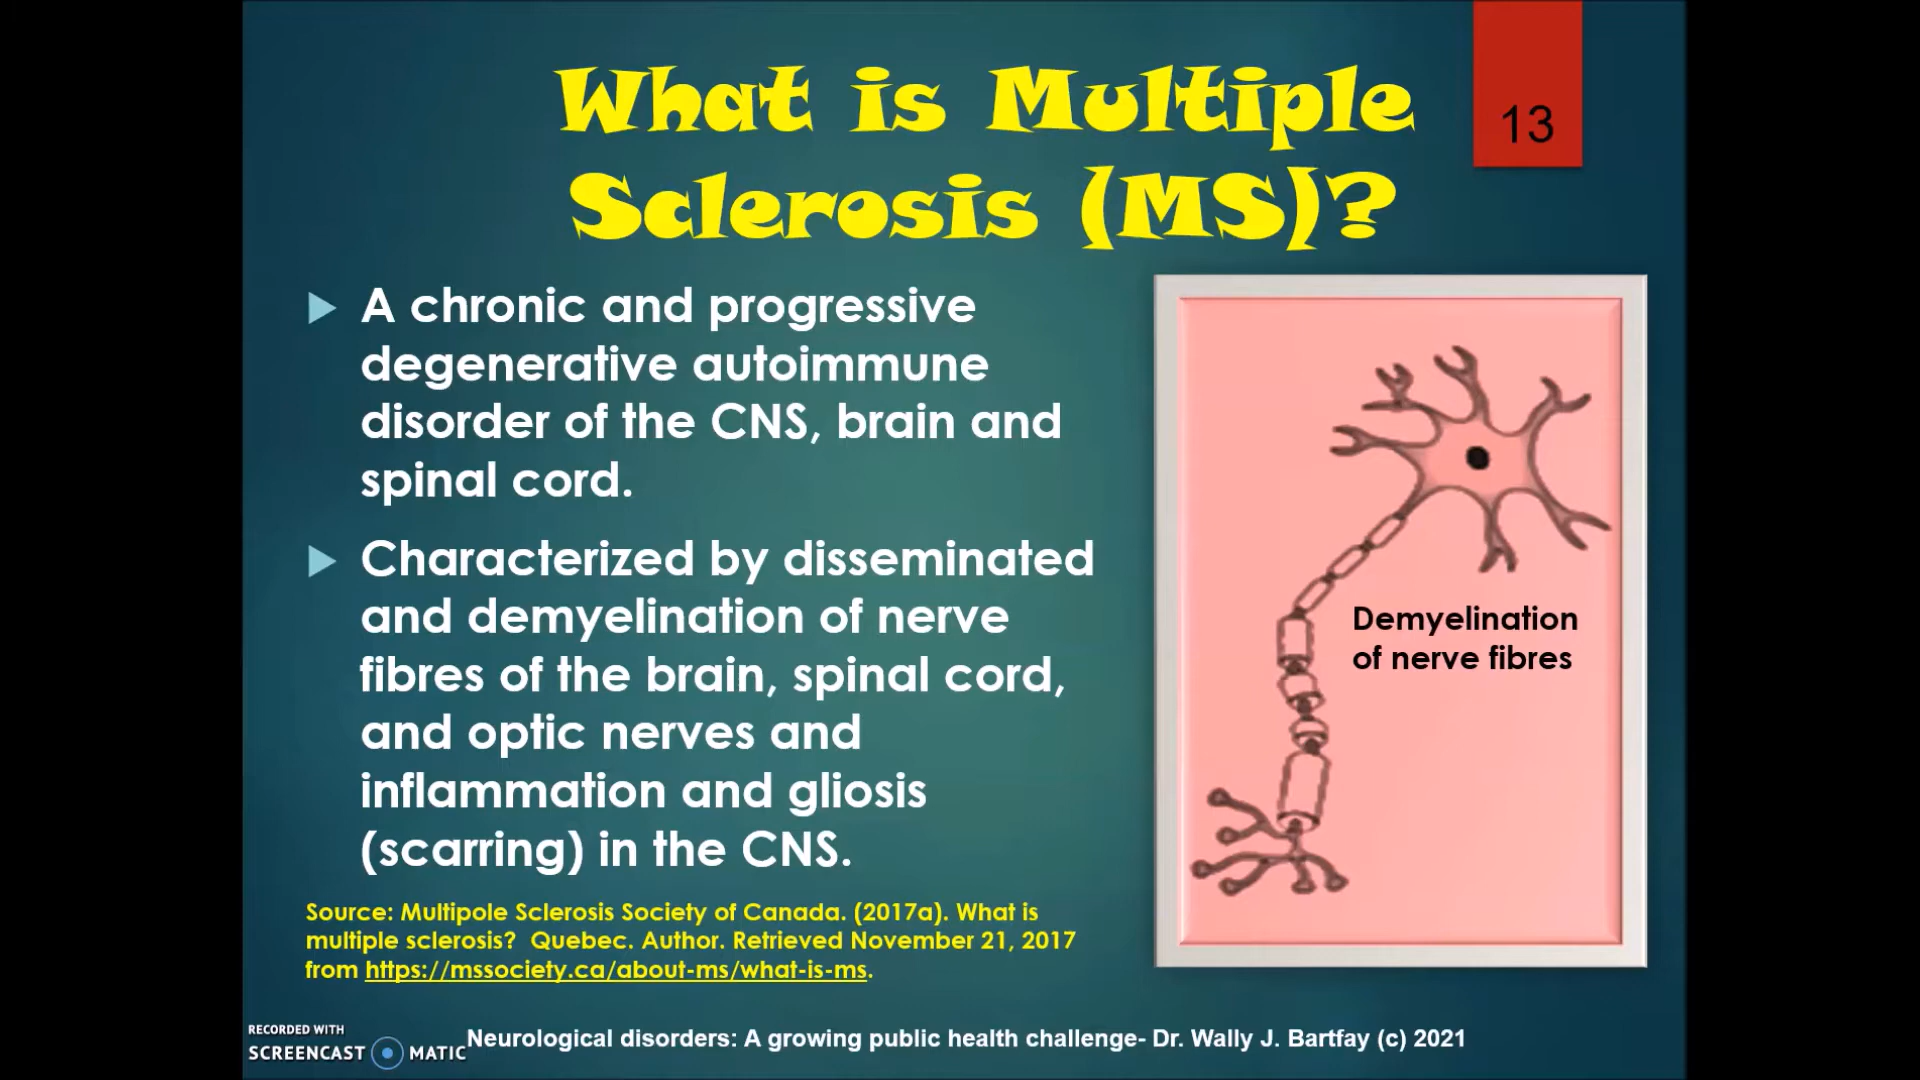 What is Multiple
Sclerosis (MS)?
13
A chronic and progressive
degenerative autoimmune
disorder of the CNS, brain and
spinal cord.
Characterized by disseminated
and demyelination of nerve
fibres of the brain, spinal cord,
and optic nerves and
inflammation and gliosis
(scarring) in the CNS.
Demyelination
of nerve fibres
Source: Multipole Sclerosis Society of Canada. (2017a). What is
multiple sclerosis? Quebec. Author. Retrieved November 21, 2017
from https://mssociety.ca/about-ms/what-is-ms.
RECORDED WITH
SCREENCAST MATIC
Neurological disorders: A growing public health challenge- Dr. Wally J. Bartfay (c) 2021